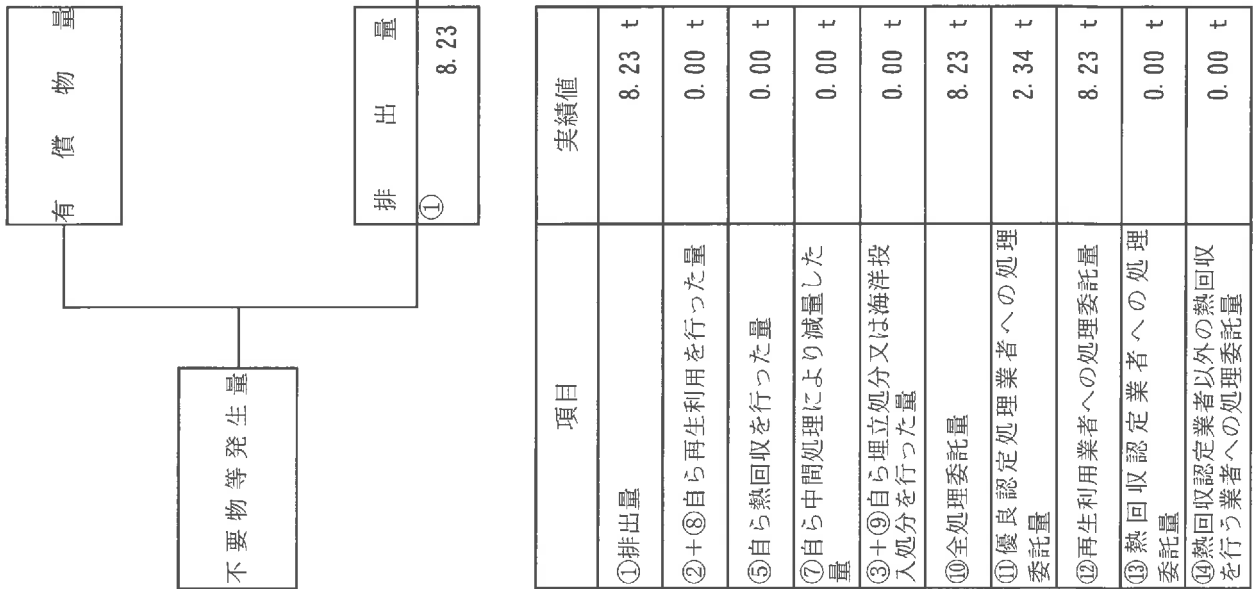 有償物量
不要物等発生量
排出量
① 8.23
項目 実績値
①排出量 8.23 t
②+⑧自ら再生利用を行った量 0.00 t
⑤自ら熱回収を行った量 0.00 t
⑦自ら中間処理により減量した
量 0.00 t
③+⑨自ら埋立処分又は海洋投
入処分を行った量 0.00 t
⑩全処理委託量 8.23 t
⑪優良認定処理業者への処理
委託量 2.34 t
⑫再生利用業者への処理委託量 8.23 t
⑬熱回収認定業者への処理
委託量 0.00 t
⑭熱回収認定業者以外の熱回収
を行う業者への処理委託量 0.00 t